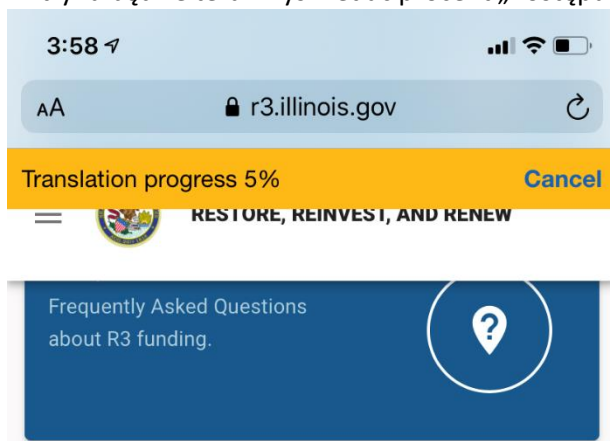 3:58
AA r3.illinois.gov
Translation progress 5% Cancel
RESTORE, REINVEST, AND RENEW
Frequently Asked Questions
about R3 funding.
?